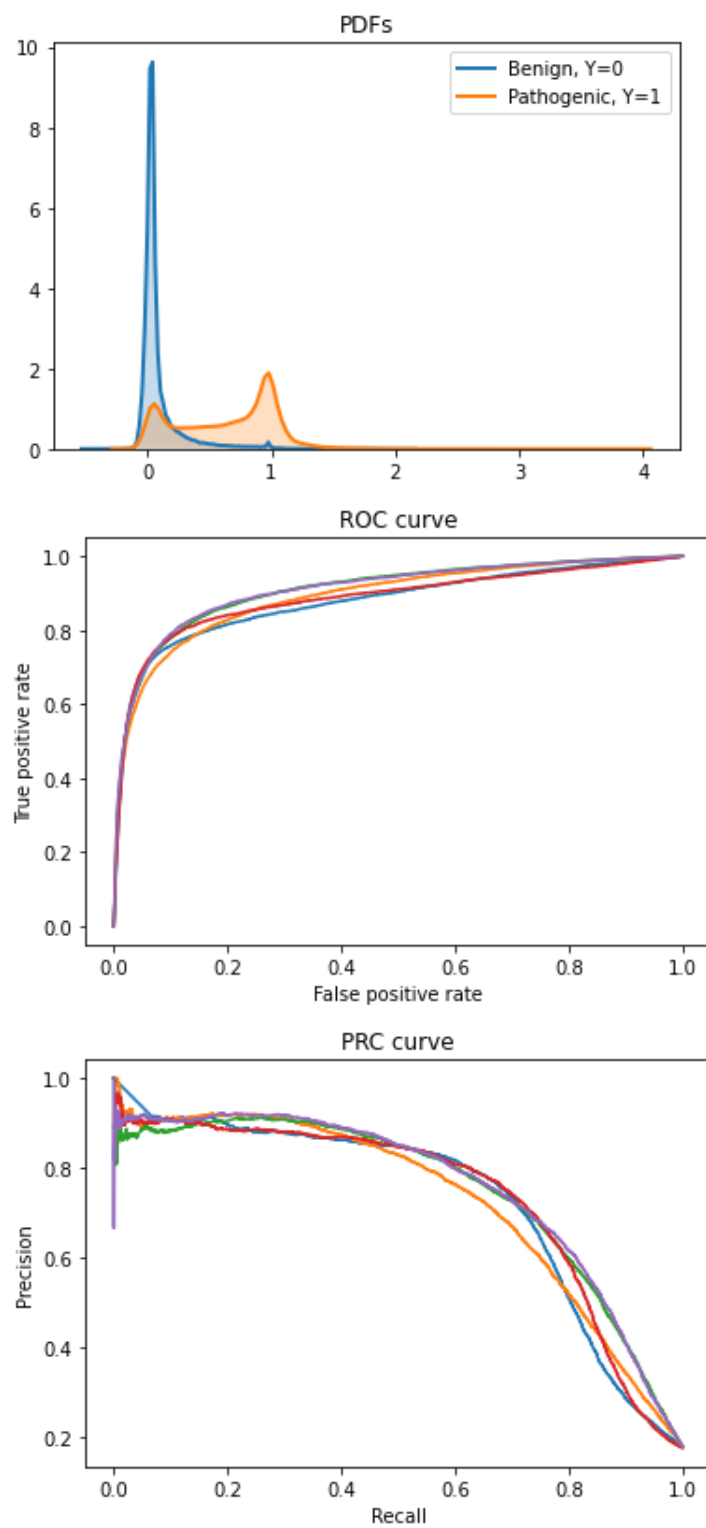 PDFs
10
8
6
4
2
0
Benign, Y=0
Pathogenic, Y=1
0 1 2 3 4
ROC curve
1.0
0.8
0.6
0.4
0.2
0.0
True positive rate
0.0 0.2 0.4 0.6 0.8 1.0
False positive rate
PRC curve
1.0
0.8
0.6
0.4
0.2
Precision
0.0 0.2 0.4 0.6 0.8 1.0
Recall